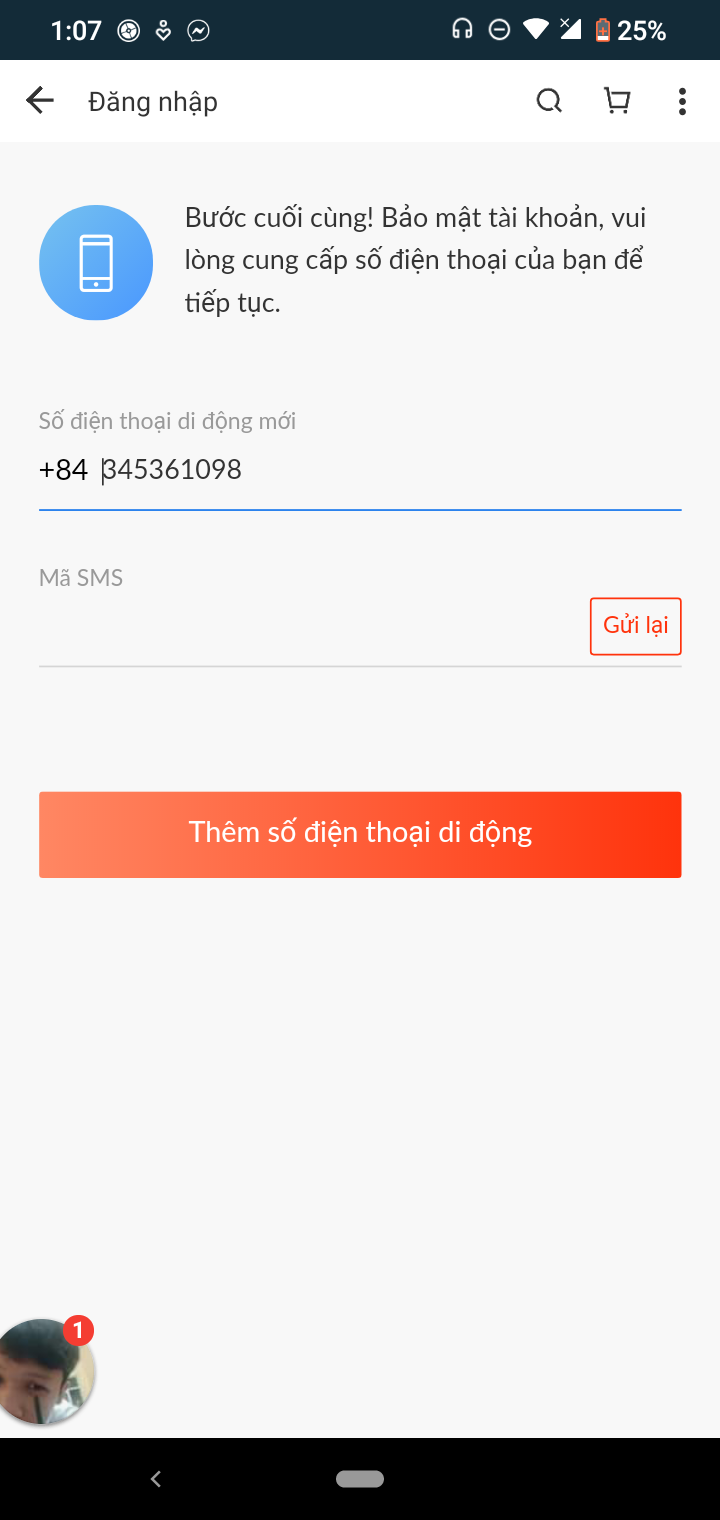 1:07
25%
Đăng nhập
Bước cuối cùng! Bảo mật tài khoản, vui
lòng cung cấp số điện thoại của bạn để
tiếp tục.
Số điện thoại di động mới
+84 345361098
Mã SMS
Gửi lại
Thêm số điện thoại di động
1